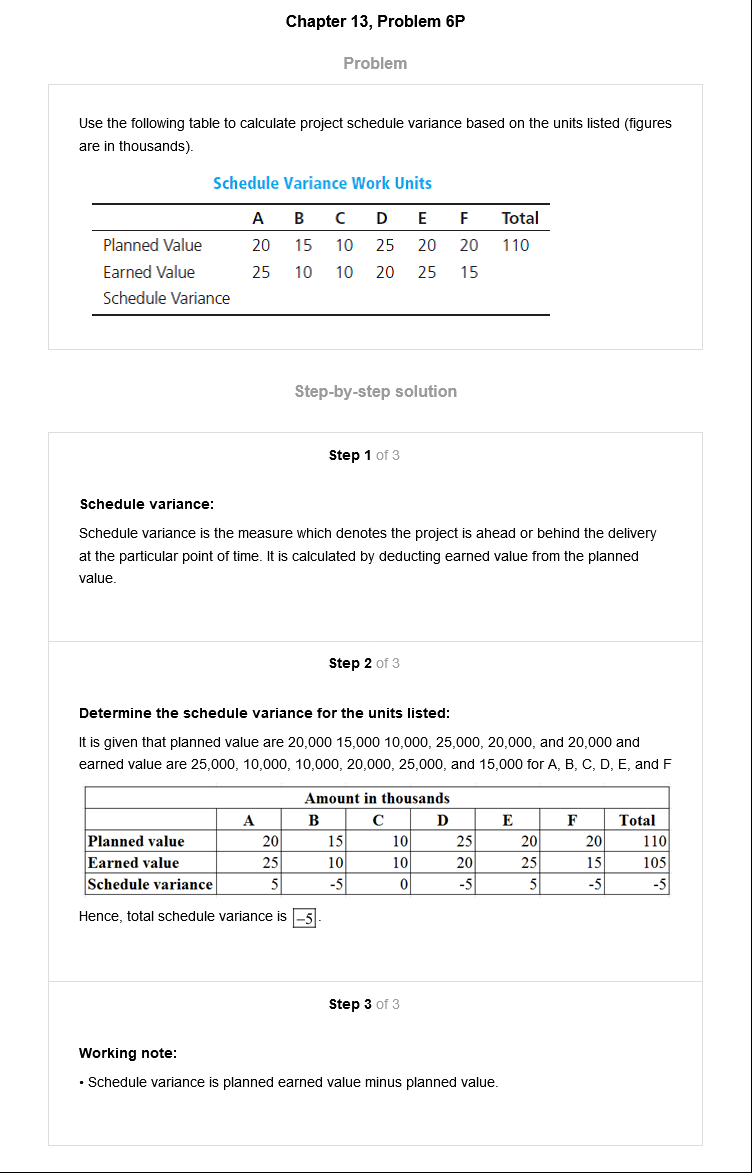 Chapter 13, Problem 6P
Problem
Use the following table to calculate project schedule variance based on the units listed (figures
are in thousands).
Schedule Variance Work Units
A B C D E F Total
Planned Value 20 15 10 25 20 20 110
Earned Value 25 10 10 20 25 15
Schedule Variance
Step-by-step solution
Step 1 of 3
Schedule variance:
Schedule variance is the measure which denotes the project is ahead or behind the delivery
at the particular point of time. It is calculated by deducting earned value from the planned
value.
Step 2 of 3
Determine the schedule variance for the units listed:
It is given that planned value are 20,000 15,000 10,000, 25,000, 20,000, and 20,000 and
earned value are 25,000, 10,000, 10,000, 20,000, 25,000, and 15,000 for A, B, C, D, E, and F
Amount in thousands
A B C D E F Total
Planned value 20 15 10 25 20 20 110
Earned value 25 10 10 20 25 15 105
Schedule variance 5 -5 0 -5 5 -5 -5
Hence, total schedule variance is −5.
Step 3 of 3
Working note:
• Schedule variance is planned earned value minus planned value.